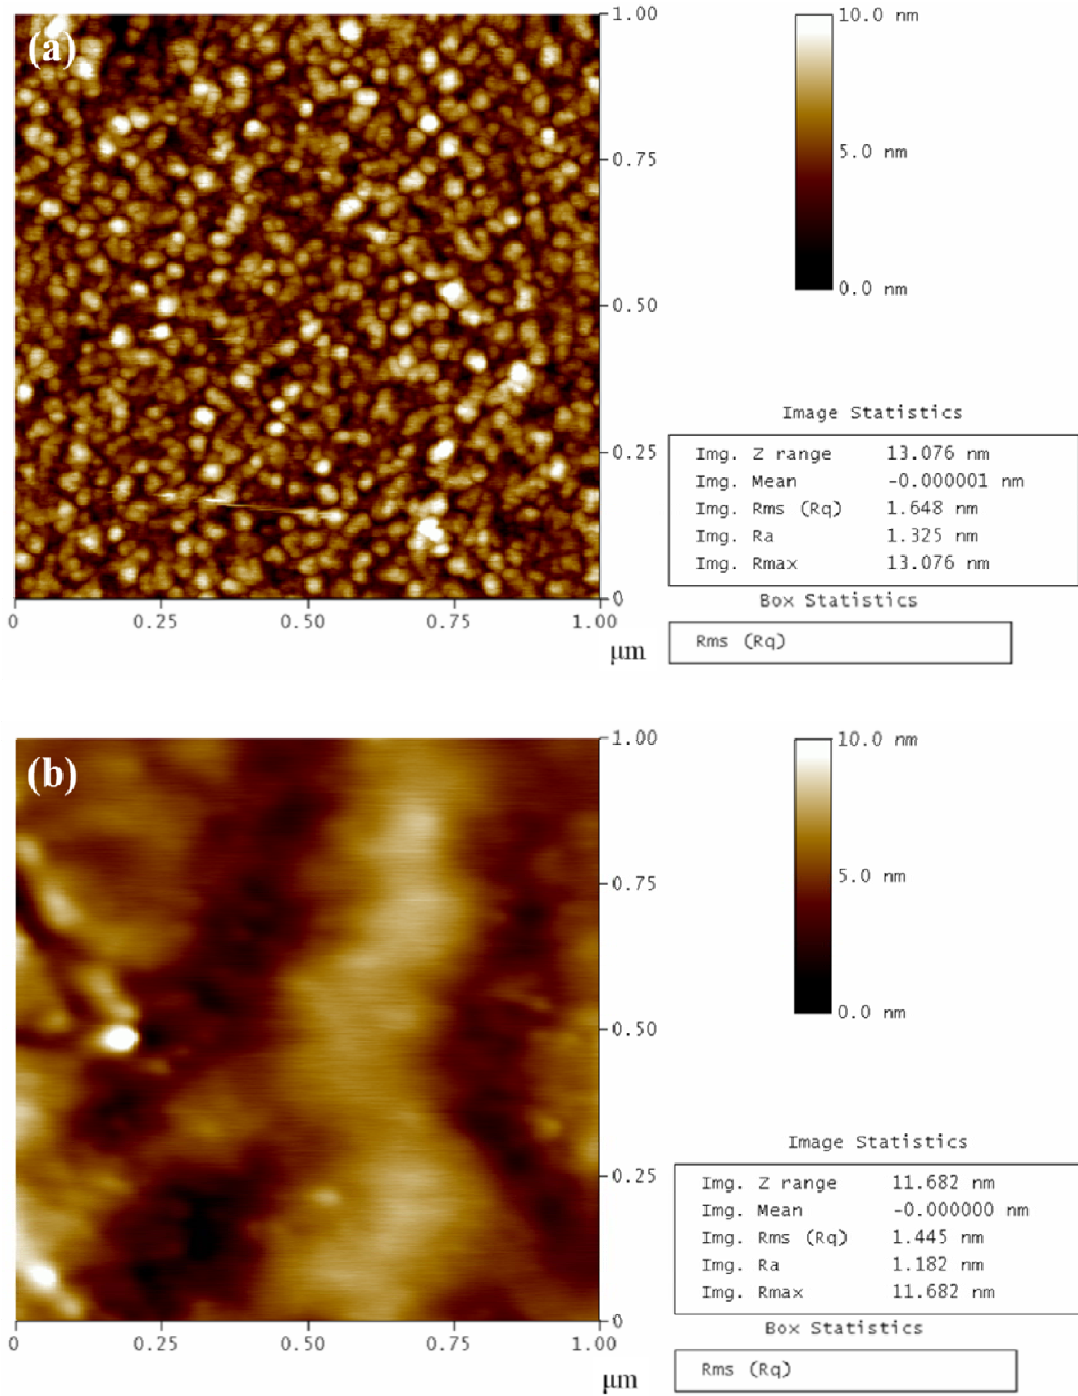 (a)
1.00
0.75
0.50
0.25
0
0 0.25 0.50 0.75 1.00
μm
10.0 nm
5.0 nm
0.0 nm
Image Statistics
Img. Z range 13.076 nm
Img. Mean -0.000001 nm
Img. Rms (Rq) 1.648 nm
Img. Ra 1.325 nm
Img. Rmax 13.076 nm
Box Statistics
Rms (Rq)
(b)
1.00
0.75
0.50
0.25
0
0 0.25 0.50 0.75 1.00
μm
10.0 nm
5.0 nm
0.0 nm
Image Statistics
Img. Z range 11.682 nm
Img. Mean -0.000000 nm
Img. Rms (Rq) 1.445 nm
Img. Ra 1.182 nm
Img. Rmax 11.682 nm
Box Statistics
Rms (Rq)